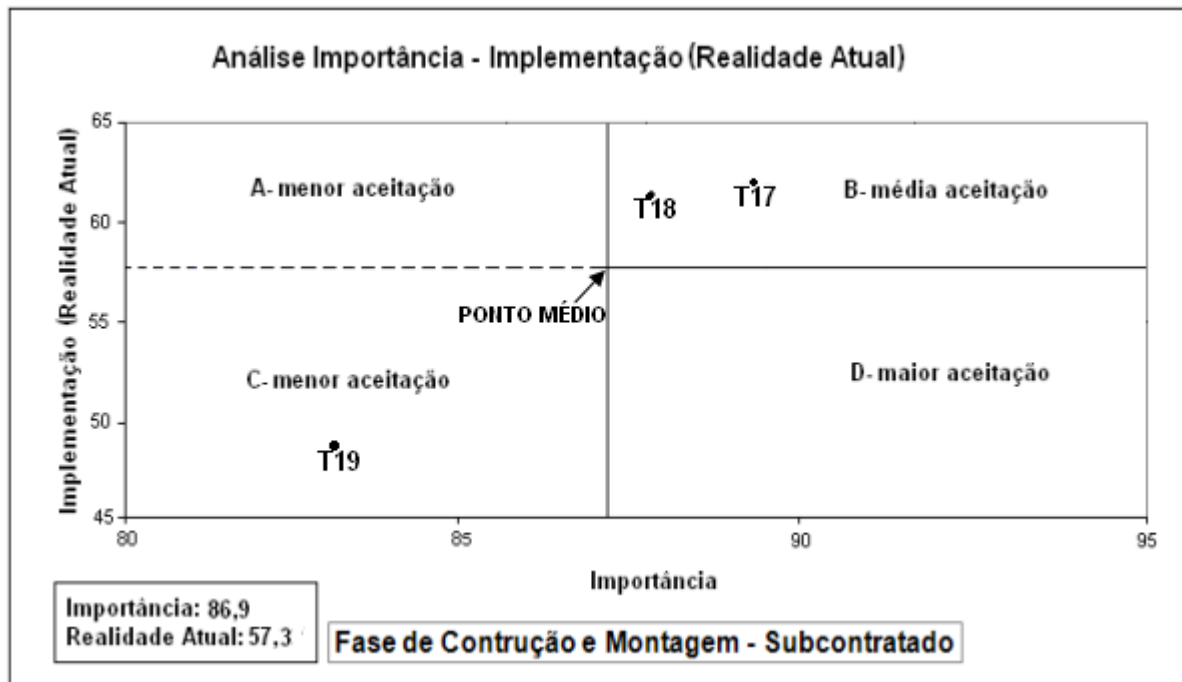 Análise Importância - Implementação (Realidade Atual)
Implementação (Realidade Atual)
65
60
55
50
45
A- menor aceitação
T18
T17
B- média aceitação
PONTO MÉDIO
C- menor aceitação
D- maior aceitação
T19
80
85
90
95
Importância
Importância: 86,9
Realidade Atual: 57,3
Fase de Contrução e Montagem - Subcontratado